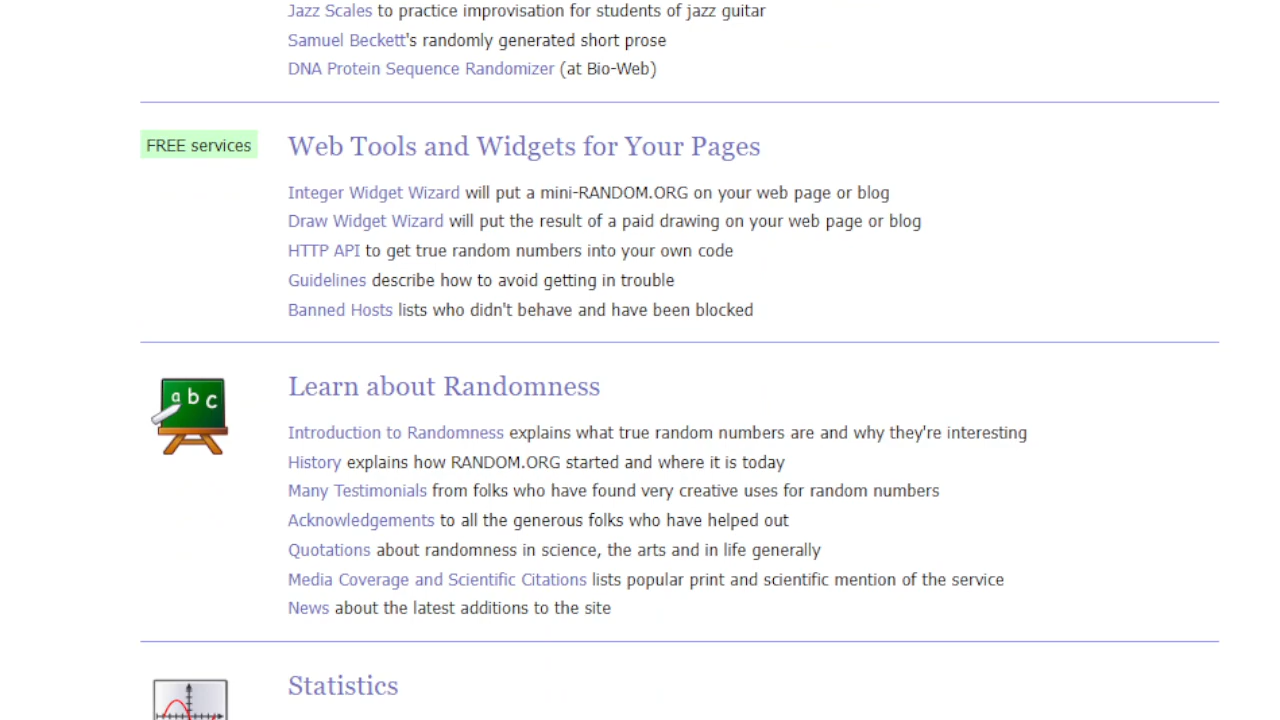 Jazz Scales to practice improvisation for students of jazz guitar
Samuel Beckett's randomly generated short prose
DNA Protein Sequence Randomizer (at Bio-Web)
FREE services
Web Tools and Widgets for Your Pages
Integer Widget Wizard will put a mini-RANDOM.ORG on your web page or blog
Draw Widget Wizard will put the result of a paid drawing on your web page or blog
HTTP API to get true random numbers into your own code
Guidelines describe how to avoid getting in trouble
Banned Hosts lists who didn't behave and have been blocked
a b c
Learn about Randomness
Introduction to Randomness explains what true random numbers are and why they're interesting
History explains how RANDOM.ORG started and where it is today
Many Testimonials from folks who have found very creative uses for random numbers
Acknowledgements to all the generous folks who have helped out
Quotations about randomness in science, the arts and in life generally
Media Coverage and Scientific Citations lists popular print and scientific mention of the service
News about the latest additions to the site
Statistics